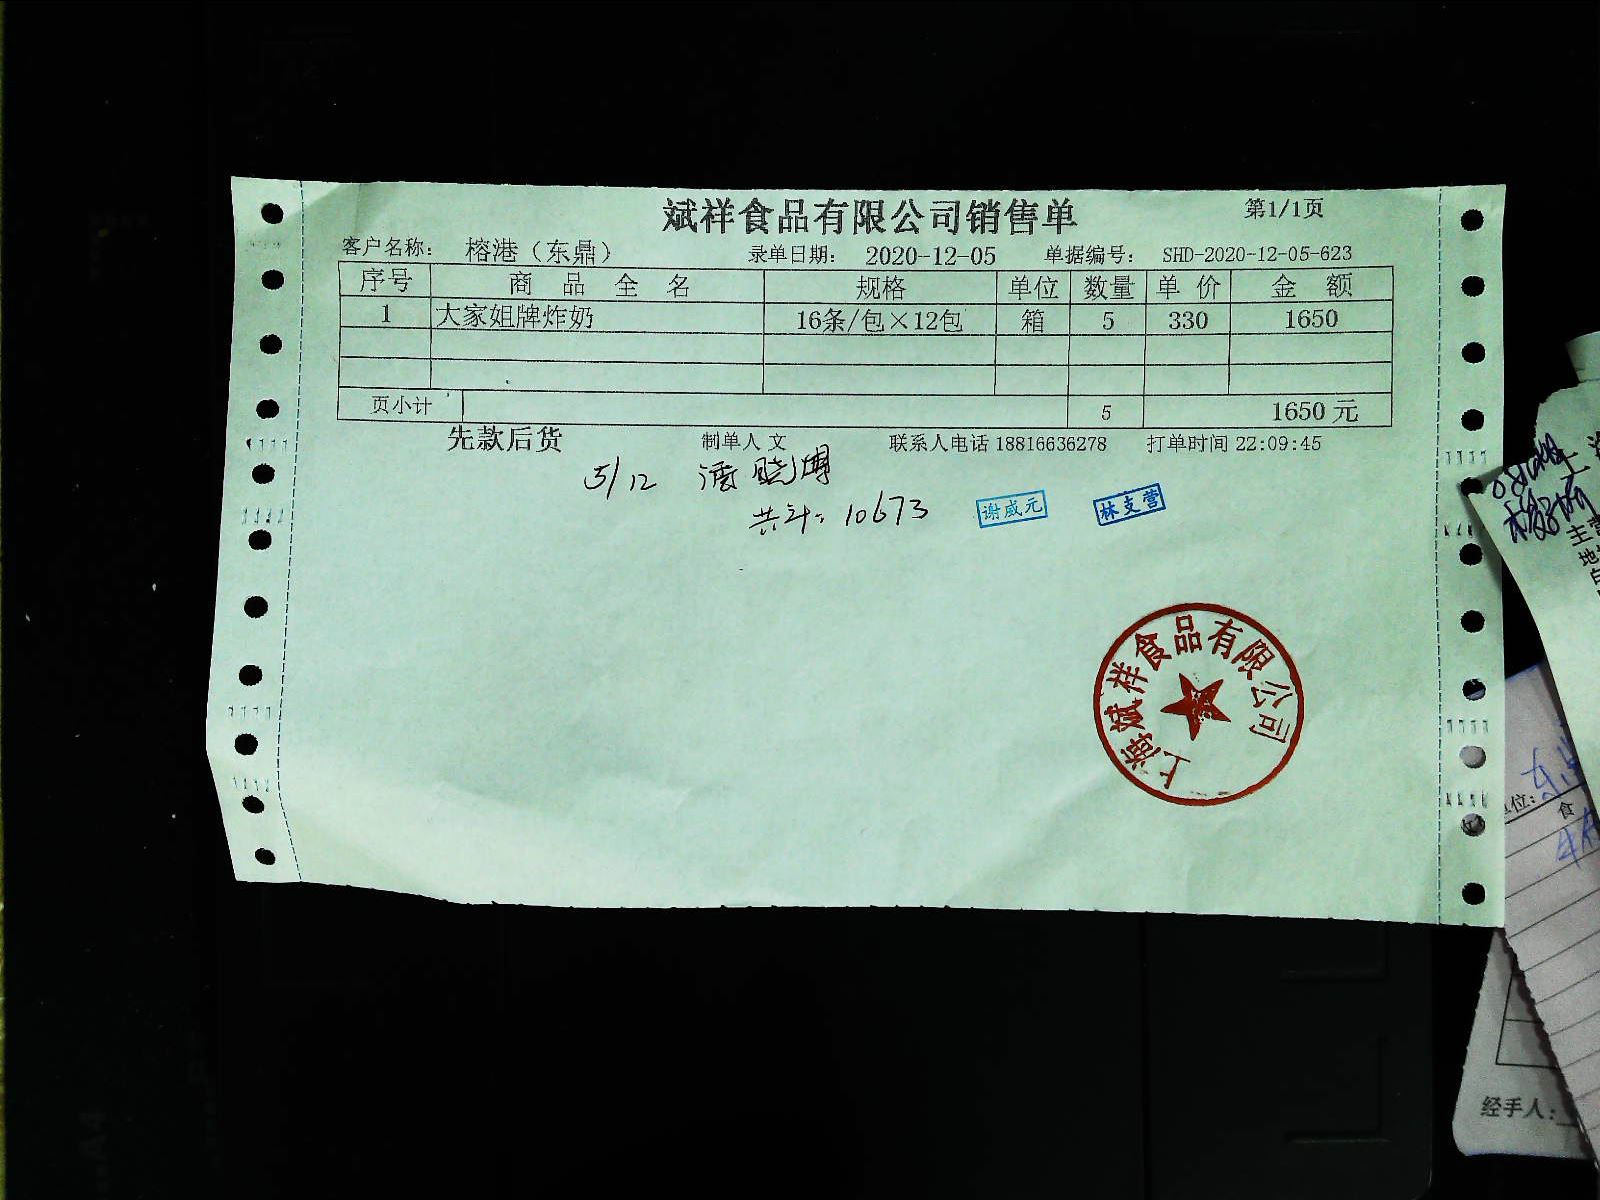 斌祥食品有限公司销售单 第1/1页
客户名称： 榕港（东鼎） 录单日期： 2020-12-05 单据编号： SHD-2020-12-05-623
序号 商品全名 规格 单位 数量 单价 金额
1 大家姐牌炸奶 16条/包×12包 箱 5 330 1650
页小计 5 1650元
先款后货 制单人 文 联系人电话 18816636278 打单时间 22:09:45
5/12
共计：10673 谢威元 林支营
上海斌祥食品有限公司
经手人：